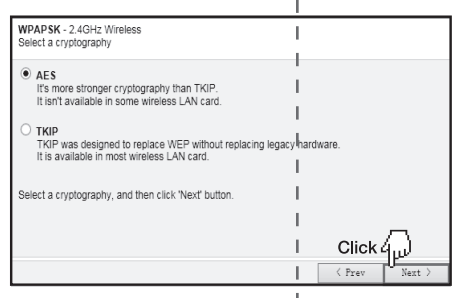 WPAPSK - 2.4GHz Wireless
Select a cryptography
AES
It's more stronger cryptography than TKIP.
It isn't available in some wireless LAN card.
TKIP
TKIP was designed to replace WEP without replacing legacy hardware.
It is available in most wireless LAN card.
Select a cryptography, and then click 'Next' button.
Click
< Prev Next >